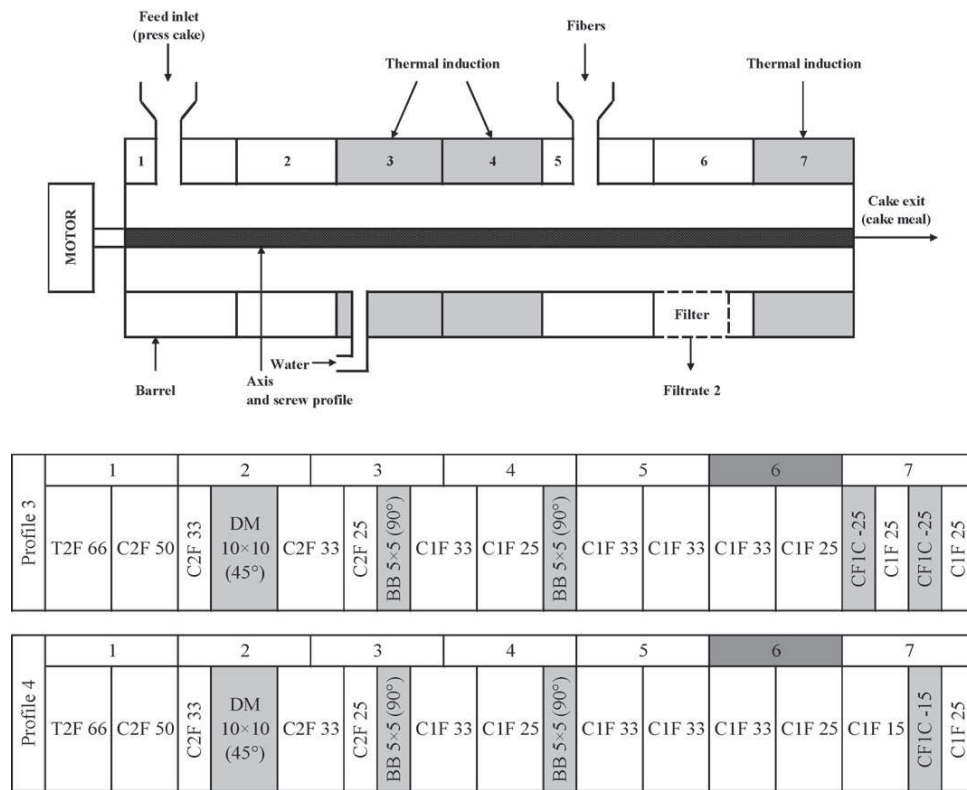 Feed inlet
(press cake)
Fibers
Thermal induction
Thermal induction
1
2
3
4
5
6
7
MOTOR
Cake exit
(cake meal)
Filter
Water
Barrel
Axis
and screw profile
Filtrate 2
Profile 3
1
2
3
4
5
6
7
T2F 66
C2F 50
C2F 33
DM
10×10
(45°)
C2F 33
C2F 25
BB 5×5 (90°)
C1F 33
C1F 25
BB 5×5 (90°)
C1F 33
C1F 33
C1F 33
C1F 25
CF1C -25
C1F 25
CF1C -25
C1F 25
Profile 4
1
2
3
4
5
6
7
T2F 66
C2F 50
C2F 33
DM
10×10
(45°)
C2F 33
C2F 25
BB 5×5 (90°)
C1F 33
C1F 25
BB 5×5 (90°)
C1F 33
C1F 33
C1F 33
C1F 25
C1F 15
CF1C -15
C1F 25